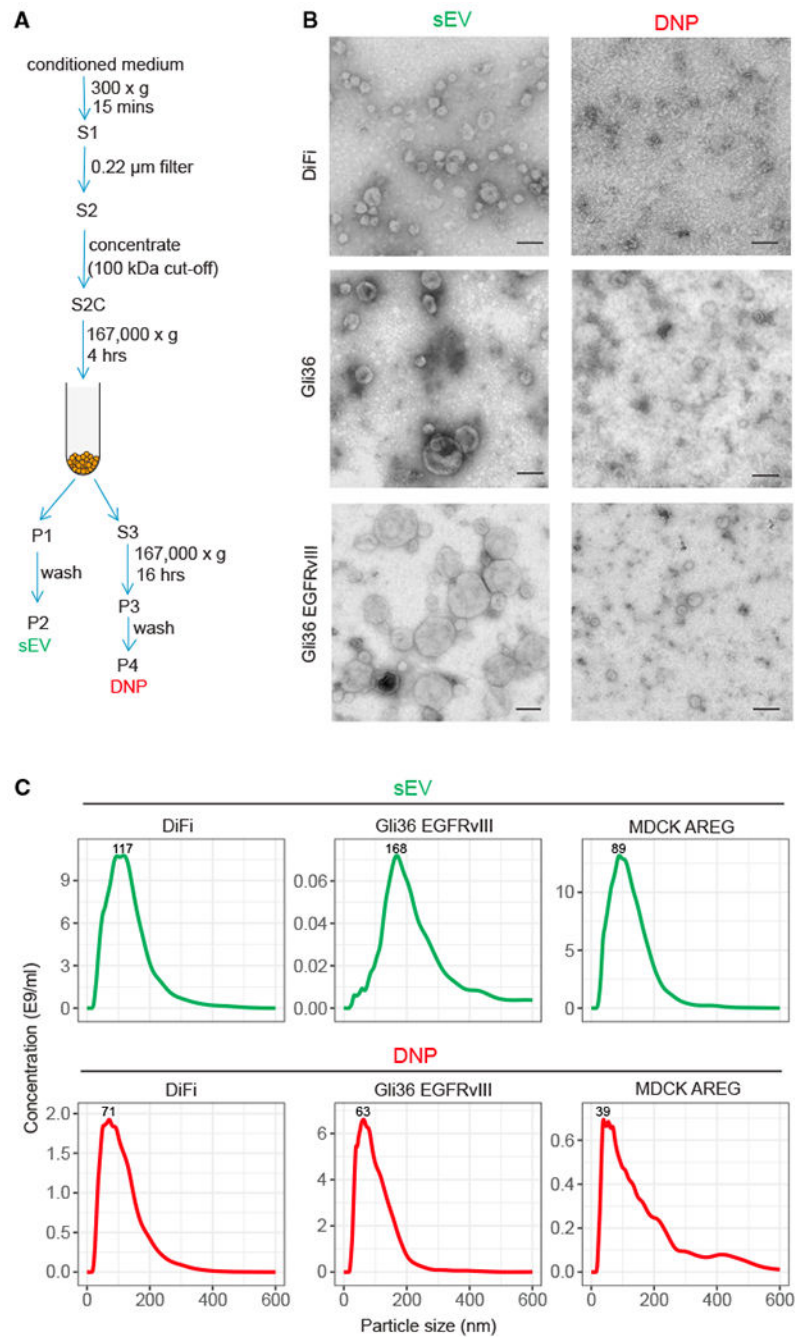 A
conditioned medium
300 x g
15 mins
S1
0.22 µm filter
S2
concentrate
(100 kDa cut-off)
S2C
167,000 x g
4 hrs
P1
S3
wash
167,000 x g
16 hrs
P2
P3
sEV
wash
P4
DNP
B
sEV
DNP
DiFi
Gli36
Gli36 EGFRvIII
C
sEV
DiFi
Gli36 EGFRvIII
MDCK AREG
117
168
89
9
6
3
0
0.06
0.04
0.02
0.00
10
5
0
Concentration (E9/ml)
DNP
DiFi
Gli36 EGFRvIII
MDCK AREG
71
63
39
2.0
1.5
1.0
0.5
0.0
6
4
2
0
0.6
0.4
0.2
0.0
0 200 400 600
0 200 400 600
0 200 400 600
Particle size (nm)